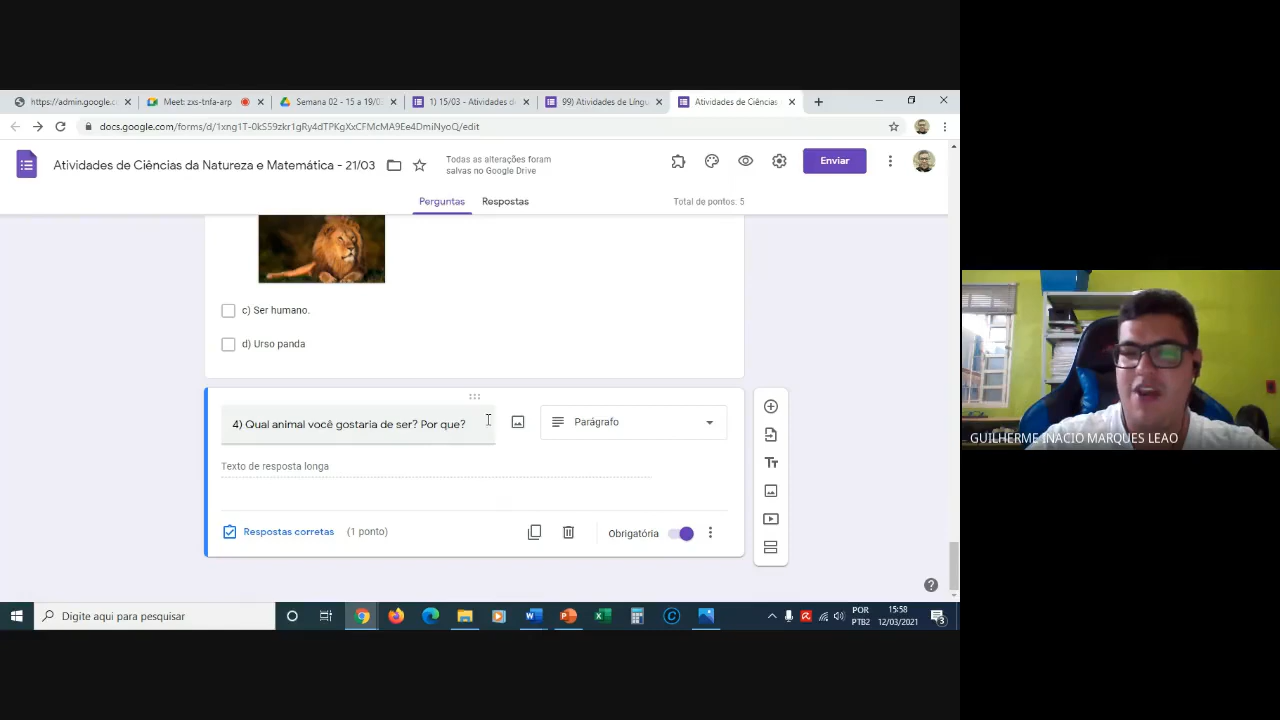 https://admin.google.c
Meet: zxs-tnfa-arp
Semana 02 - 15 a 19/0
1) 15/03 - Atividades d
99) Atividades de Língu
Atividades de Ciências
docs.google.com/forms/d/1xng1T-0kS59zkr1gRy4dTPKgXxCFMcMA9Ee4DmiNyoQ/edit
Atividades de Ciências da Natureza e Matemática - 21/03
Todas as alterações foram
salvas no Google Drive
Enviar
Perguntas
Respostas
Total de pontos: 5
c) Ser humano.
d) Urso panda
4) Qual animal você gostaria de ser? Por que?
Parágrafo
Texto de resposta longa
Respostas corretas
(1 ponto)
Obrigatória
GUILHERME INACIO MARQUES LEAO
Digite aqui para pesquisar
POR
PTB2
15:58
12/03/2021
3